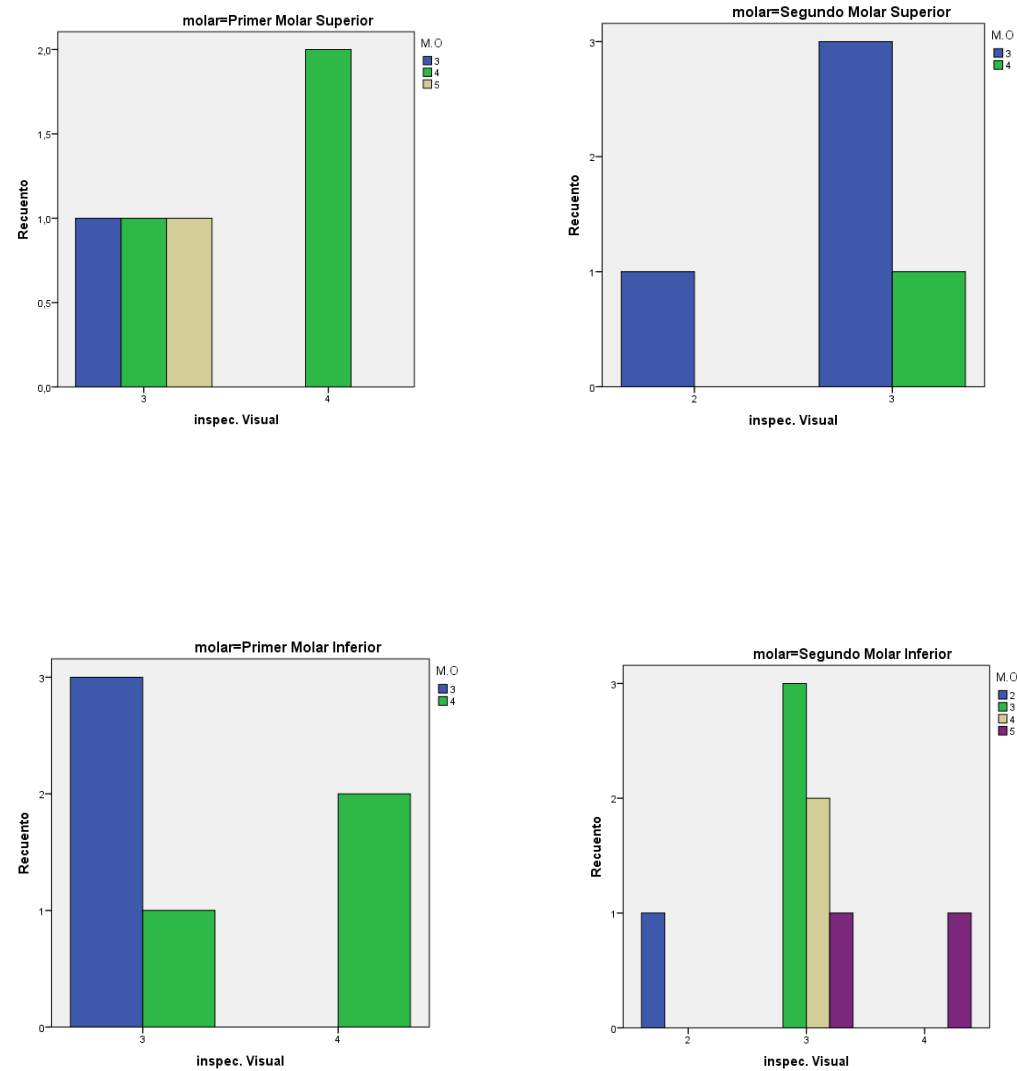 molar=Primer Molar Superior
M.O
3
4
5
2,0
1,5
1,0
0,5
0,0
Recuento
3
4
inspec. Visual
molar=Segundo Molar Superior
M.O
3
4
3
2
1
0
Recuento
2
3
inspec. Visual
molar=Primer Molar Inferior
M.O
3
4
3
2
1
0
Recuento
3
4
inspec. Visual
molar=Segundo Molar Inferior
M.O
2
3
4
5
3
2
1
0
Recuento
2
3
4
inspec. Visual